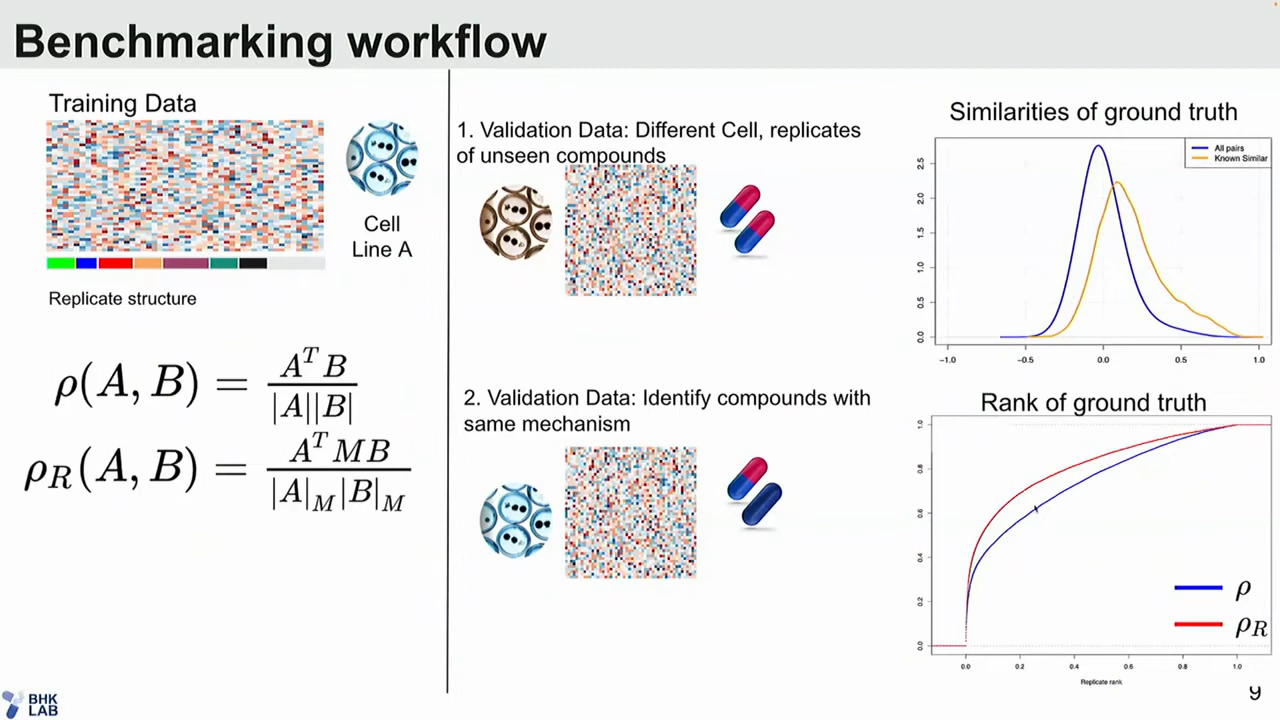 Benchmarking workflow
Training Data
Cell
Line A
Replicate structure
ρ(A, B) = A^T B / |A||B|
ρ_R(A, B) = A^T MB / |A|_M|B|_M
1. Validation Data: Different Cell, replicates
of unseen compounds
2. Validation Data: Identify compounds with
same mechanism
Similarities of ground truth
All pairs
Known Similar
2.5
2.0
1.5
1.0
0.5
0.0
-1.0 -0.5 0.0 0.5 1.0
Rank of ground truth
1.0
0.8
0.6
0.4
0.2
0.0
ρ
ρ_R
0.0 0.2 0.4 0.6 0.8 1.0
Replicate rank
BHK
LAB
9